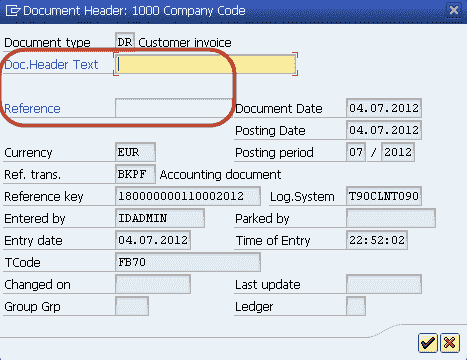 Document Header: 1000 Company Code
Document type DR Customer invoice
Doc.Header Text
Reference Document Date 04.07.2012
Posting Date 04.07.2012
Currency EUR Posting period 07 / 2012
Ref. trans. BKPF Accounting document
Reference key 180000000110002012 Log.System T90CLNT090
Entered by IDADMIN Parked by
Entry date 04.07.2012 Time of Entry 22:52:02
TCode FB70
Changed on Last update
Group Grp Ledger